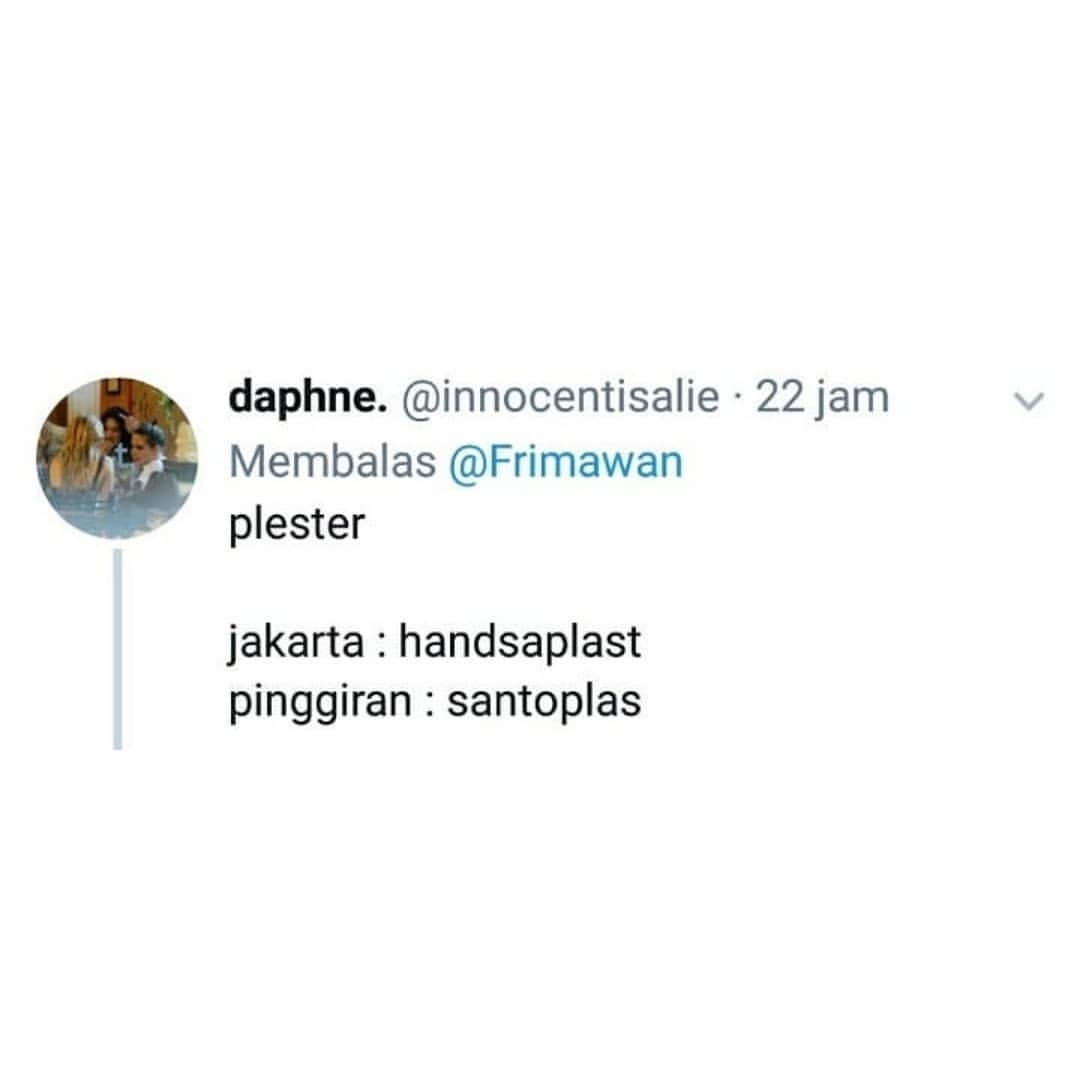 daphne. @innocentisalie · 22 jam
Membalas @Frimawan
plester
jakarta : handsaplast
pinggiran : santoplas